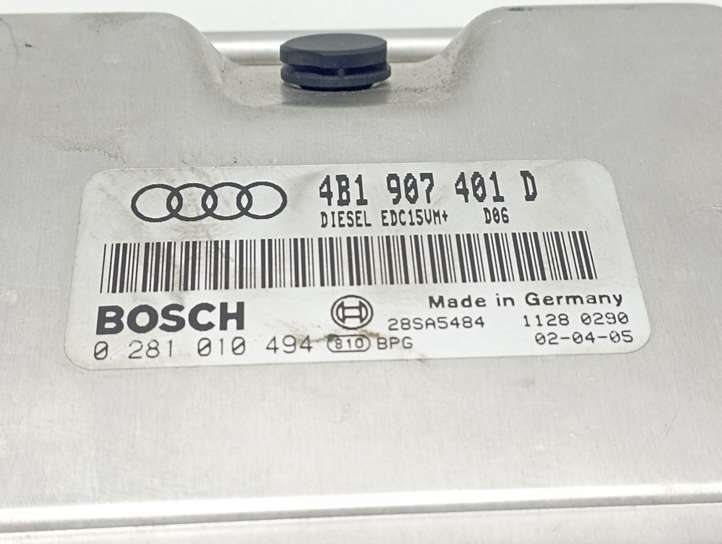 4B1 907 401 D
DIESEL EDC15VM+ D06
BOSCH
Made in Germany
28SA5484 1128 0290
0 281 010 494 810 BPG 02-04-05